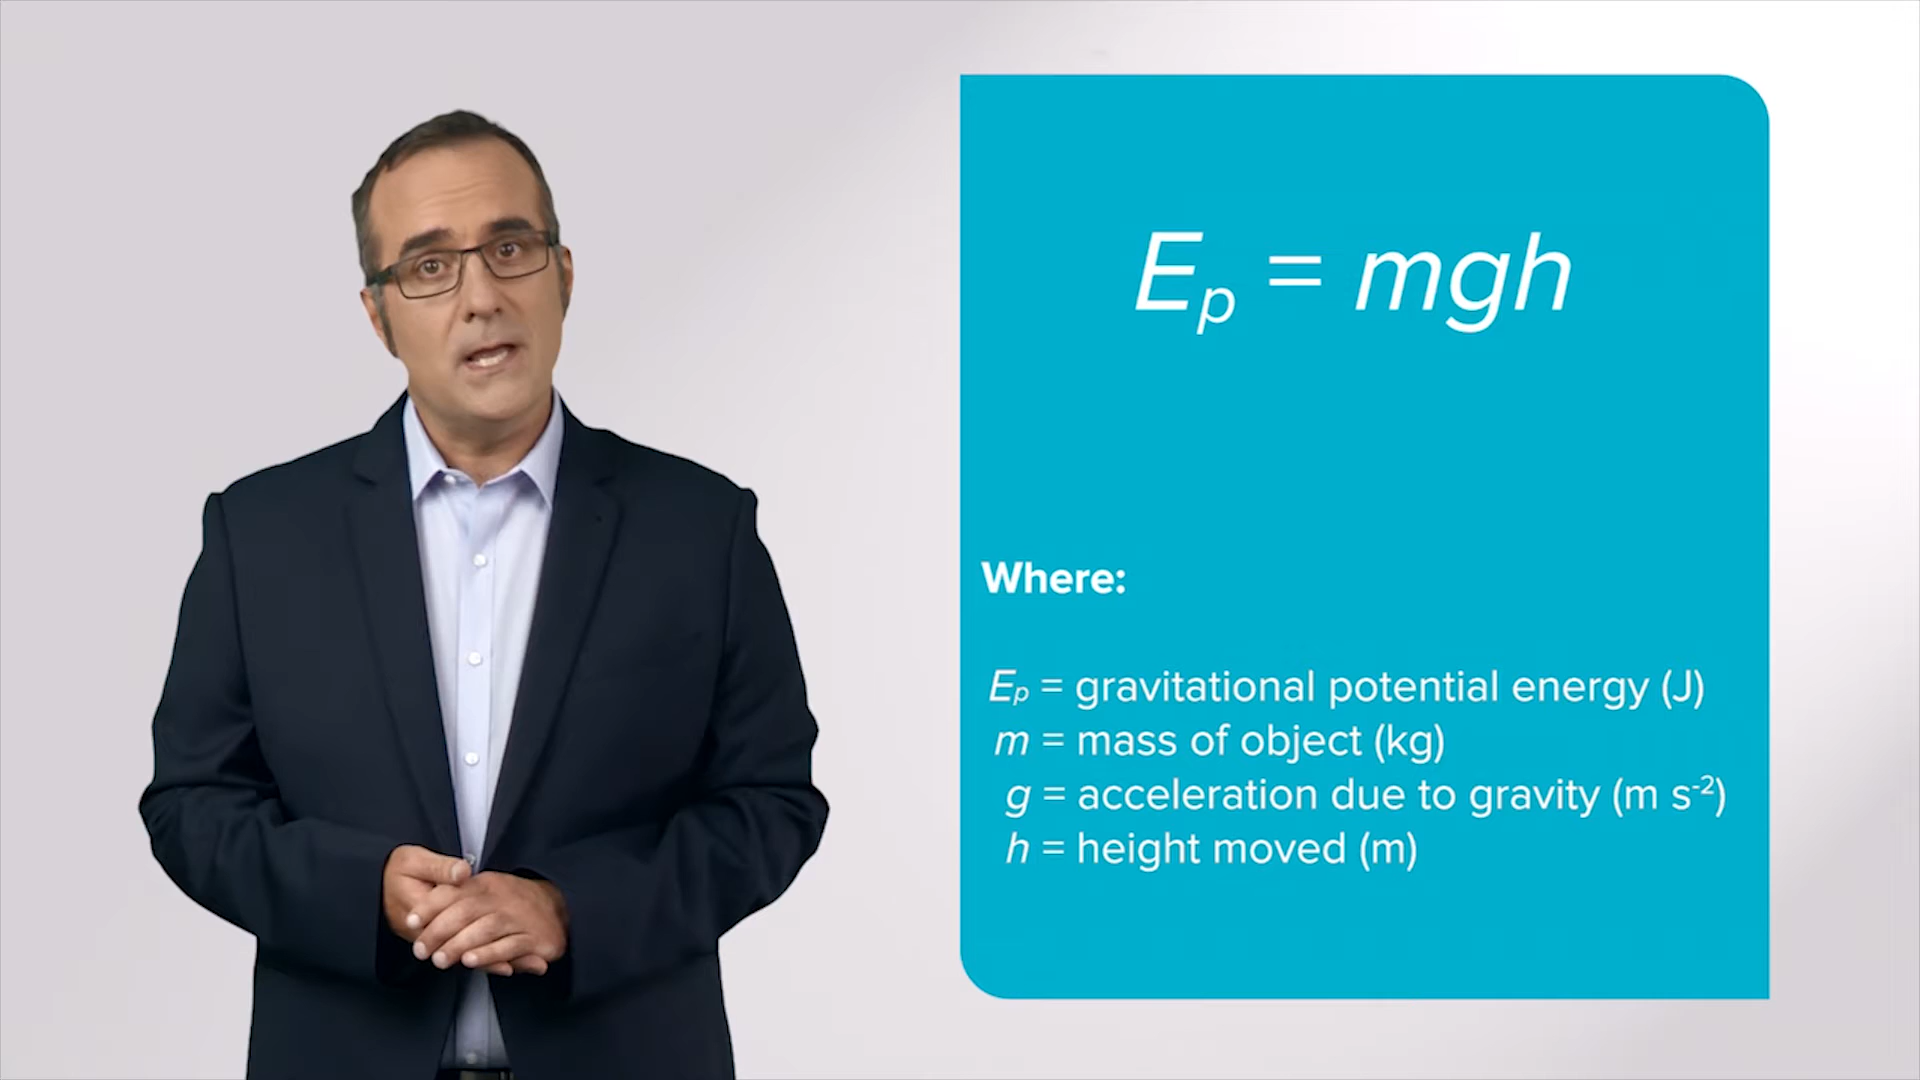 Eₚ = mgh
Where:
Eₚ = gravitational potential energy (J)
m = mass of object (kg)
g = acceleration due to gravity (m s⁻²)
h = height moved (m)